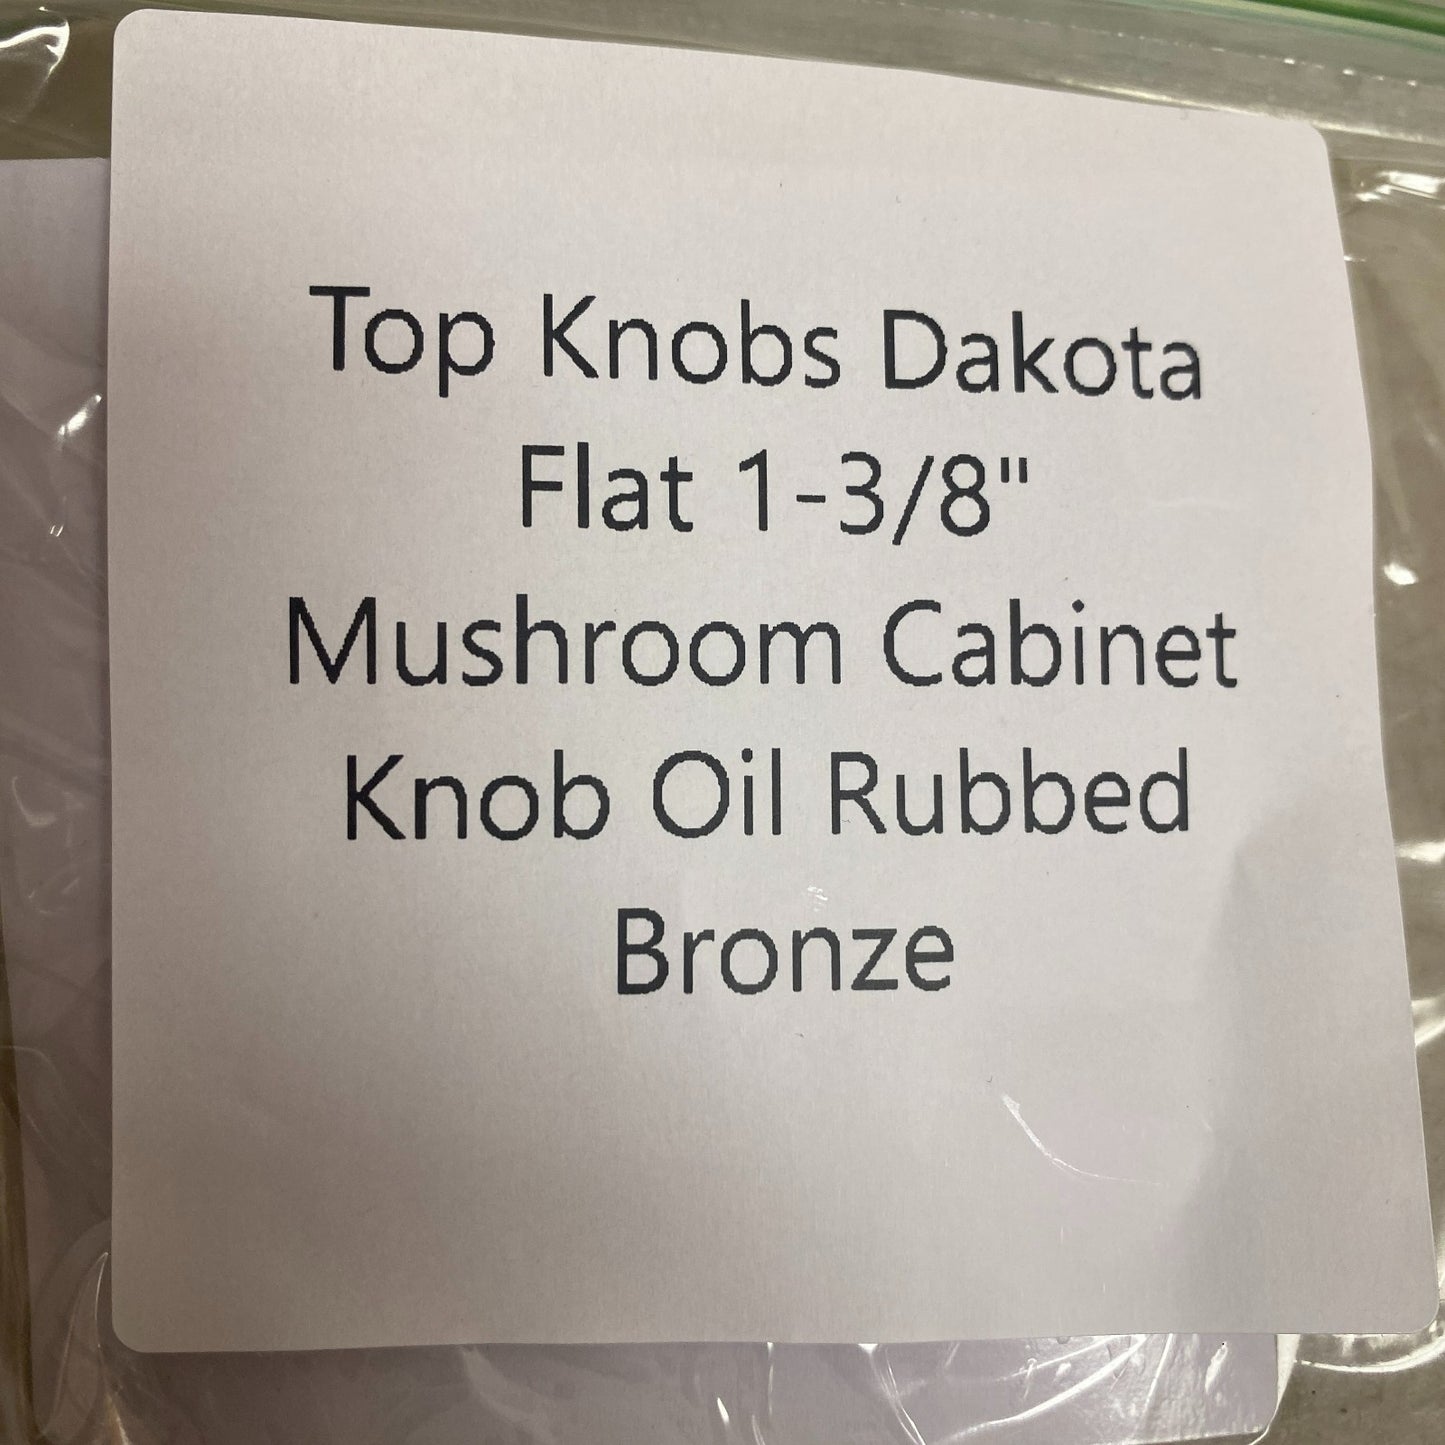 Top Knobs Dakota
Flat 1-3/8"
Mushroom Cabinet
Knob Oil Rubbed
Bronze